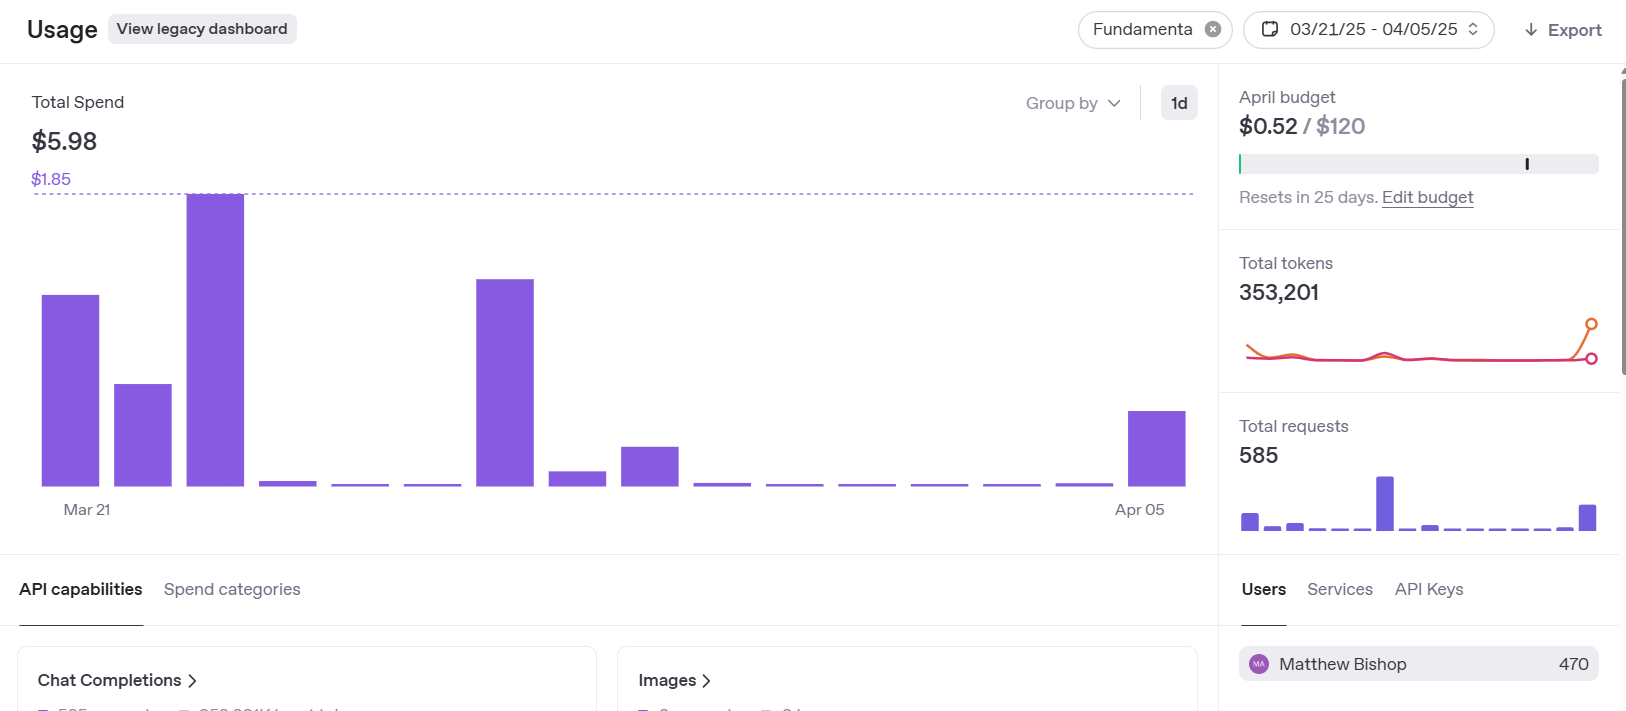 Usage
View legacy dashboard
Fundamenta
03/21/25 - 04/05/25
Export
Total Spend
$5.98
Group by
1d
$1.85
Mar 21
Apr 05
April budget
$0.52 / $120
Resets in 25 days. Edit budget
Total tokens
353,201
Total requests
585
API capabilities
Spend categories
Users
Services
API Keys
Chat Completions
Images
MA
Matthew Bishop
470